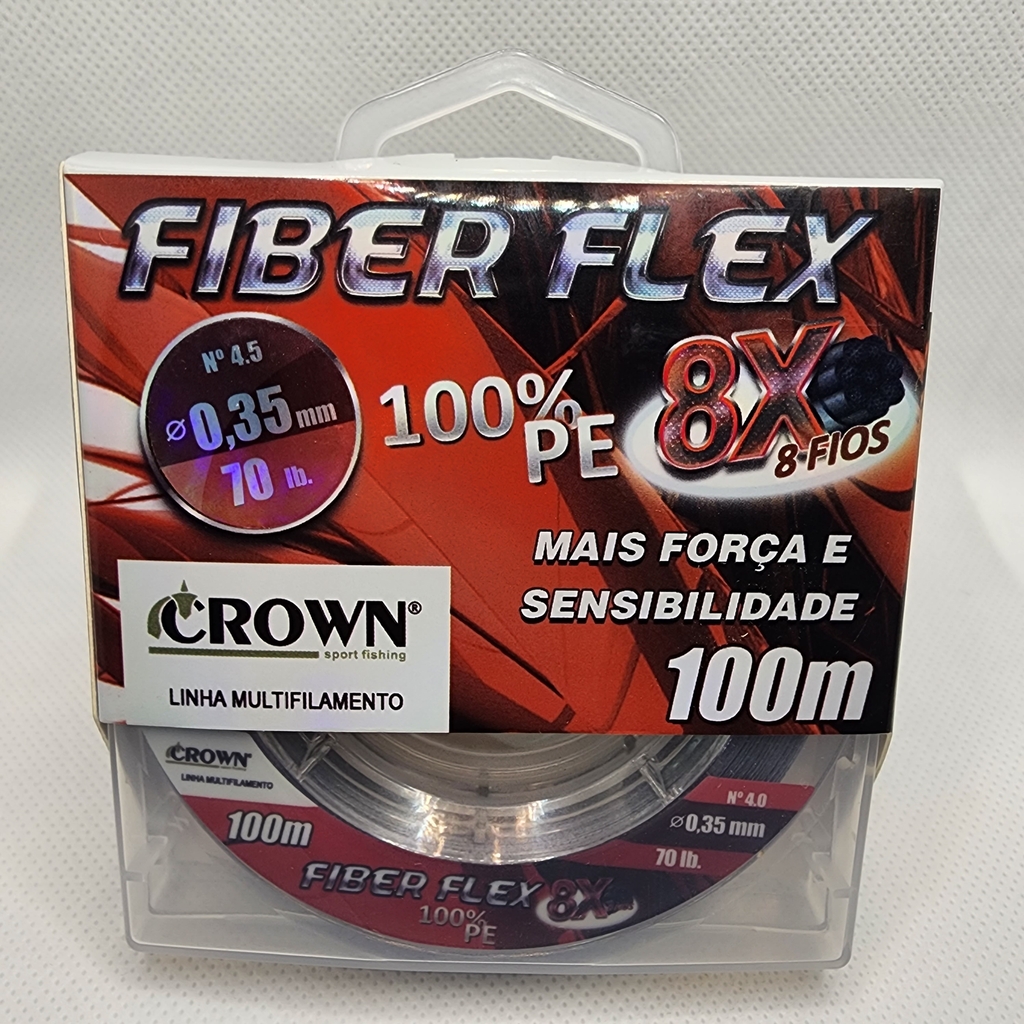 FIBER FLEX
Nº 4.5
⌀ 0,35 mm
70 lb.
100%
PE
8X
8 FIOS
MAIS FORÇA E
SENSIBILIDADE
100m
CROWN®
sport fishing
LINHA MULTIFILAMENTO
CROWN
LINHA MULTIFILAMENTO
100m
FIBER FLEX 8X
100%
PE
Nº 4.0
⌀ 0,35 mm
70 lb.